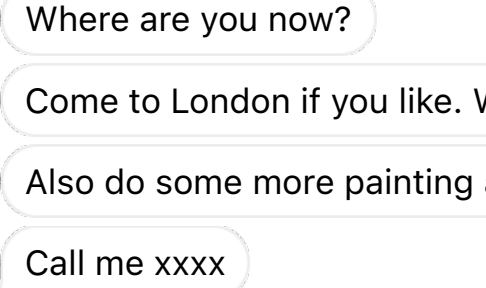 Where are you now?
Come to London if you like.
Also do some more painting
Call me xxxx